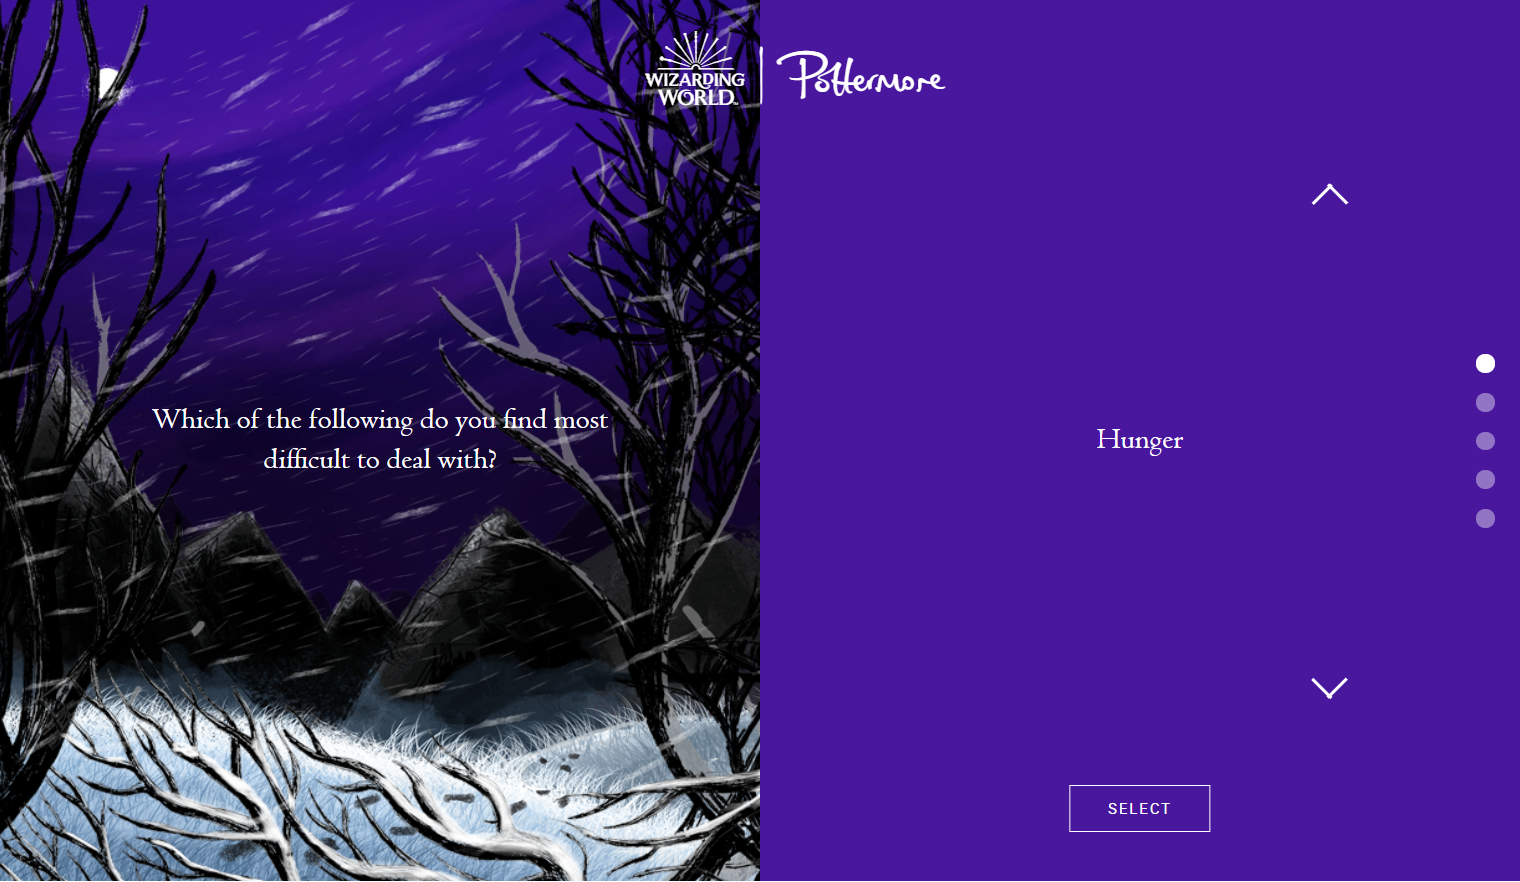 WIZARDING
WORLD
Pottermore
Which of the following do you find most
difficult to deal with?
Hunger
SELECT